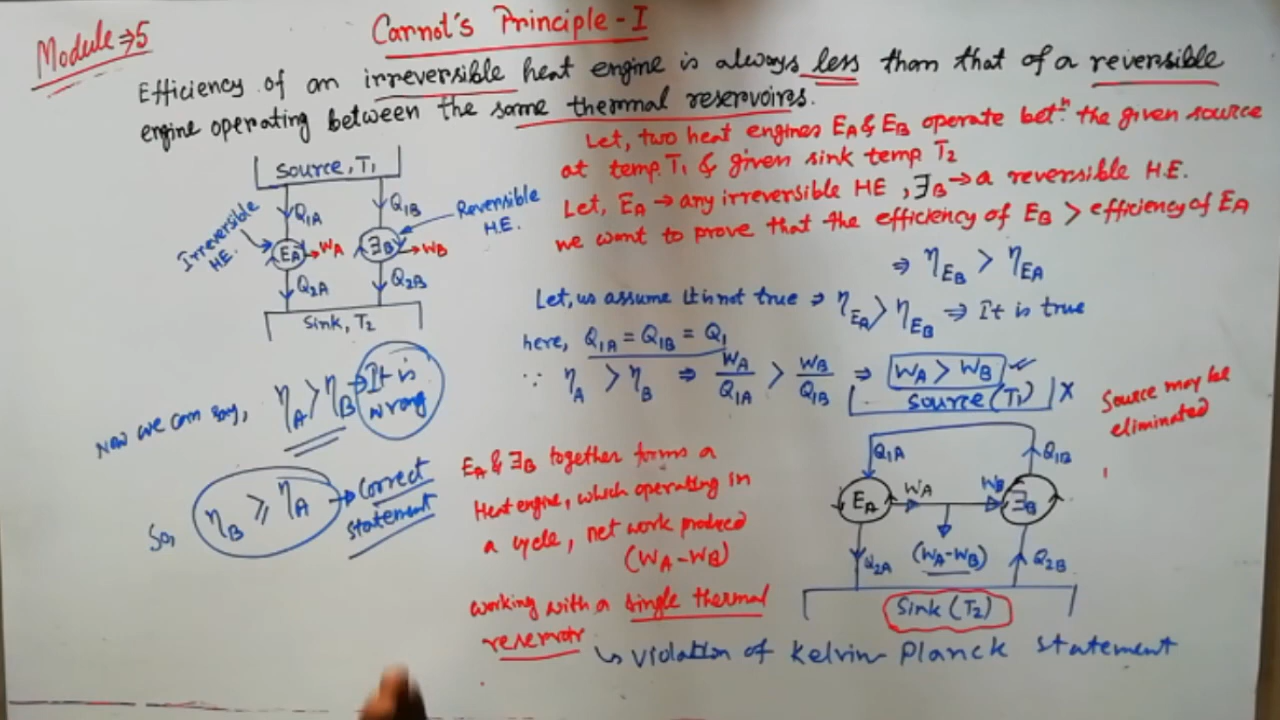 Module → 5
Carnot's Principle - I
Efficiency of an irreversible heat engine is always less than that of a reversible
engine operating between the same thermal reservoires.
Let, two heat engines EA & ƎB operate betⁿ the given source
at temp. T1 & given sink temp. T2
Let, EA → any irreversible HE, ƎB → a reversible H.E.
we want to prove that the efficiency of EB > efficiency of EA
⇒ ηEB > ηEA
Let, us assume it is not true ⇒ ηEA > ηEB ⇒ It is true
here, Q1A = Q1B = Q1
∵ ηA > ηB ⇒ WA/Q1A > WB/Q1B ⇒ WA > WB ✓
Source, T1
Q1A
Q1B
Irreversible
HE.
EA
WA
ƎB
WB
Reversible
H.E.
Q2A
Q2B
Sink, T2
Now we can say, ηA > ηB → It is
wrong
So, ηB ⩾ ηA → correct
statement
EA & ƎB together forms a
Heat engine, which operating in
a cycle, net work produced
(WA-WB)
working with a single thermal
reservoir
↳ violation of Kelvin-Planck statement
Source (T1) X
Source may be
eliminated
Q1A
Q1B
EA
WA
WB
ƎB
Q2A
(WA-WB)
Q2B
Sink (T2)